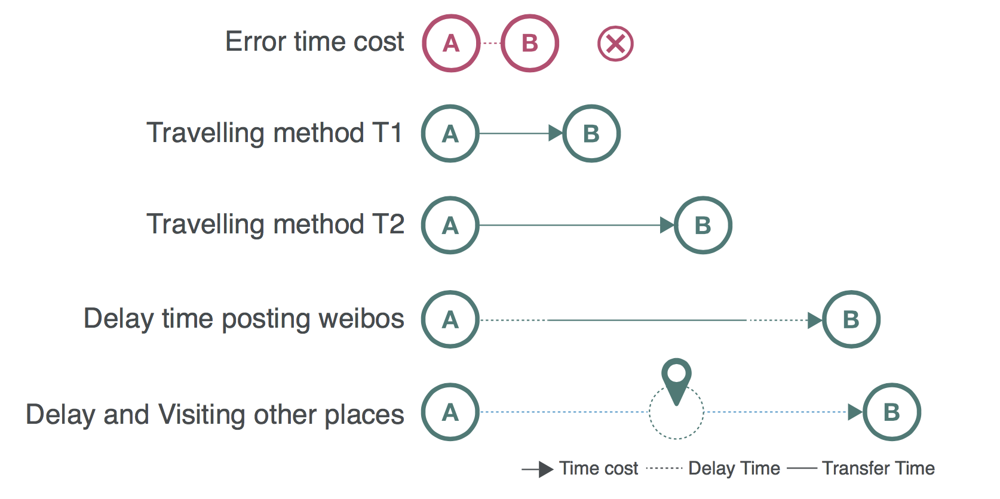 Error time cost A B
Travelling method T1 A B
Travelling method T2 A B
Delay time posting weibos A B
Delay and Visiting other places A B
Time cost Delay Time Transfer Time